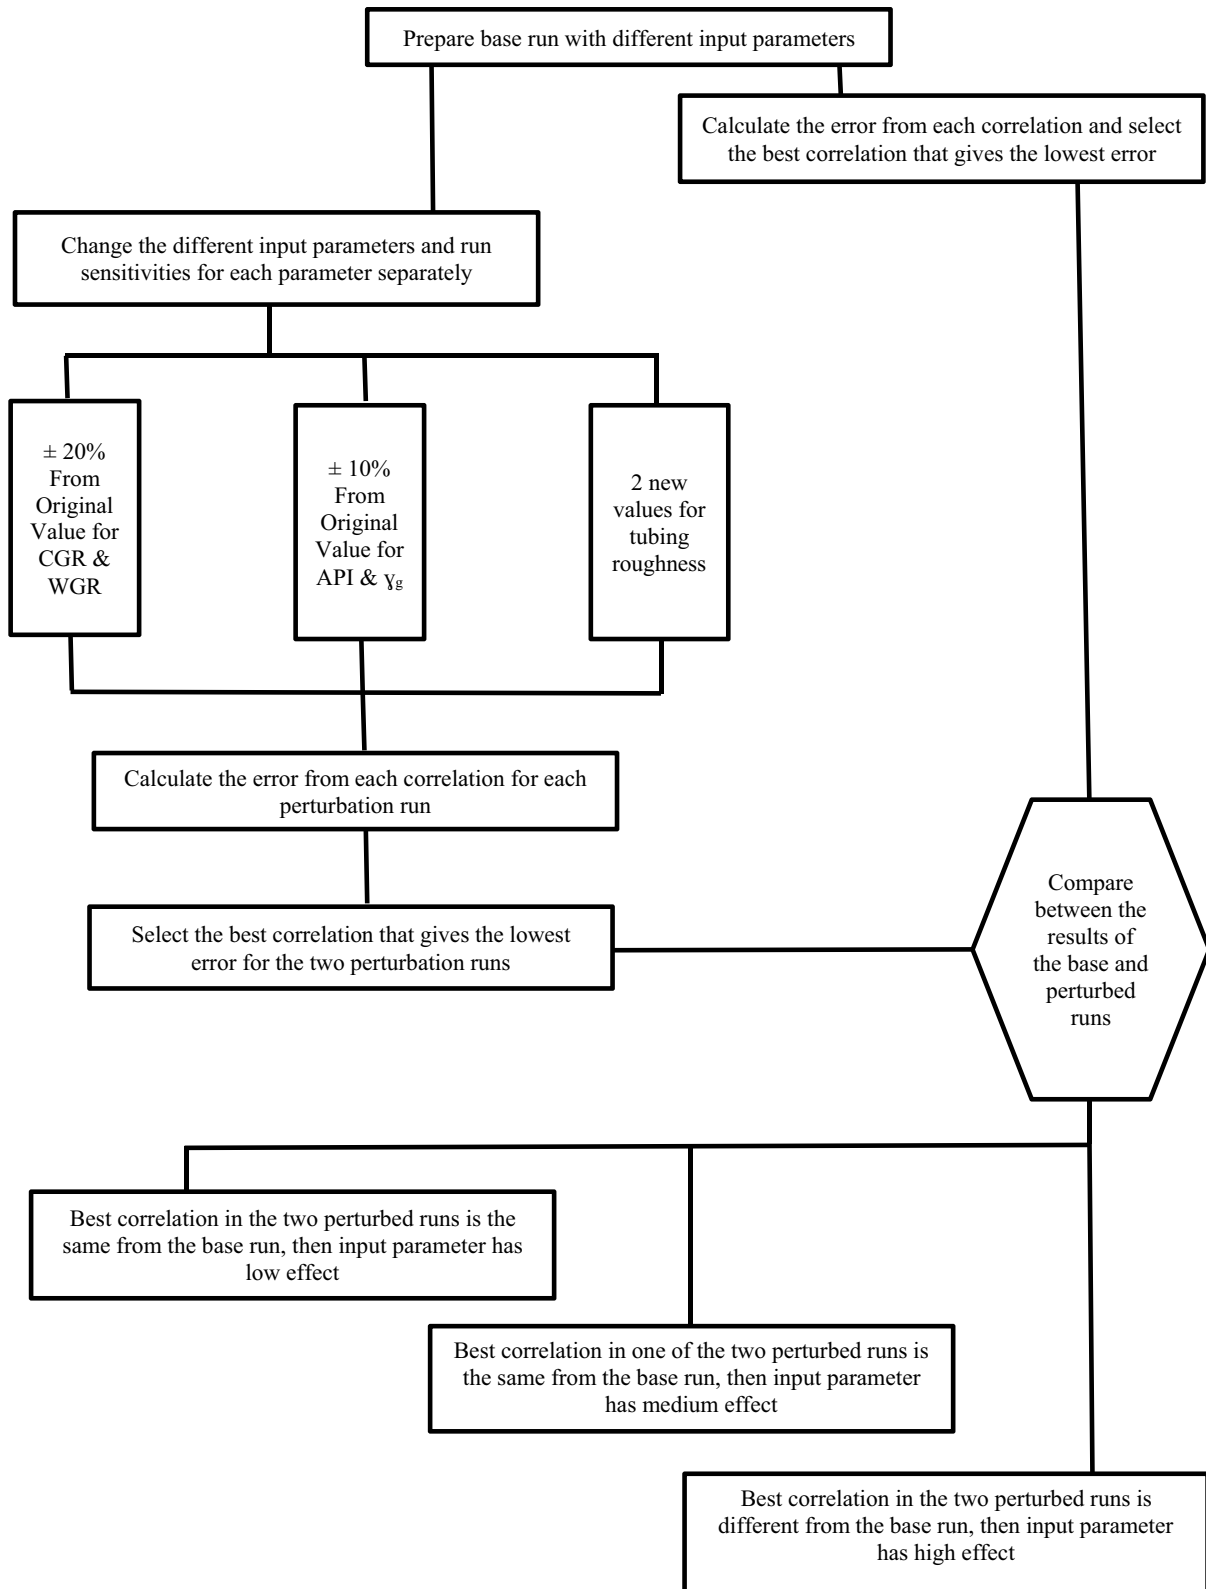 Prepare base run with different input parameters
Calculate the error from each correlation and select
the best correlation that gives the lowest error
Change the different input parameters and run
sensitivities for each parameter separately
± 20%
From
Original
Value for
CGR &
WGR
± 10%
From
Original
Value for
API & ɣg
2 new
values for
tubing
roughness
Calculate the error from each correlation for each
perturbation run
Select the best correlation that gives the lowest
error for the two perturbation runs
Compare
between the
results of
the base and
perturbed
runs
Best correlation in the two perturbed runs is the
same from the base run, then input parameter has
low effect
Best correlation in one of the two perturbed runs is
the same from the base run, then input parameter
has medium effect
Best correlation in the two perturbed runs is
different from the base run, then input parameter
has high effect